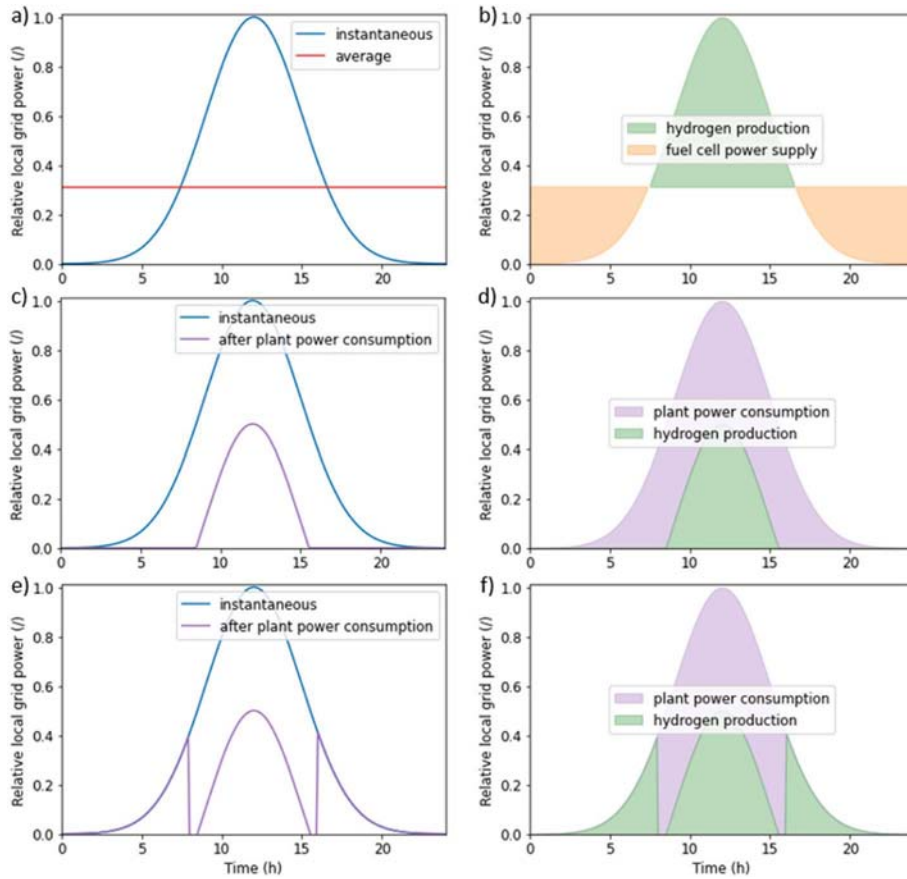 a)
Relative local grid power (/)
1.0
0.8
0.6
0.4
0.2
0.0
0 5 10 15 20
instantaneous
average
b)
Relative local grid power (/)
1.0
0.8
0.6
0.4
0.2
0.0
0 5 10 15 20
hydrogen production
fuel cell power supply
c)
Relative local grid power (/)
1.0
0.8
0.6
0.4
0.2
0.0
0 5 10 15 20
instantaneous
after plant power consumption
d)
Relative local grid power (/)
1.0
0.8
0.6
0.4
0.2
0.0
0 5 10 15 20
plant power consumption
hydrogen production
e)
Relative local grid power (/)
1.0
0.8
0.6
0.4
0.2
0.0
0 5 10 15 20
Time (h)
instantaneous
after plant power consumption
f)
Relative local grid power (/)
1.0
0.8
0.6
0.4
0.2
0.0
0 5 10 15 20
Time (h)
plant power consumption
hydrogen production